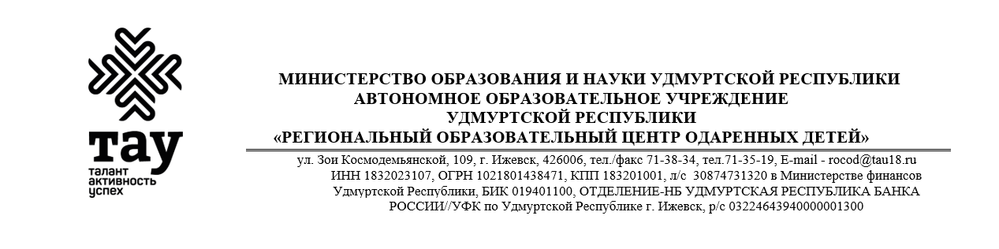 тау
талант
активность
успех
МИНИСТЕРСТВО ОБРАЗОВАНИЯ И НАУКИ УДМУРТСКОЙ РЕСПУБЛИКИ
АВТОНОМНОЕ ОБРАЗОВАТЕЛЬНОЕ УЧРЕЖДЕНИЕ
УДМУРТСКОЙ РЕСПУБЛИКИ
«РЕГИОНАЛЬНЫЙ ОБРАЗОВАТЕЛЬНЫЙ ЦЕНТР ОДАРЕННЫХ ДЕТЕЙ»
ул. Зои Космодемьянской, 109, г. Ижевск, 426006, тел./факс 71-38-34, тел.71-35-19, E-mail - rocod@tau18.ru
ИНН 1832023107, ОГРН 1021801438471, КПП 183201001, л/с 30874731320 в Министерстве финансов
Удмуртской Республики, БИК 019401100, ОТДЕЛЕНИЕ-НБ УДМУРТСКАЯ РЕСПУБЛИКА БАНКА
РОССИИ//УФК по Удмуртской Республике г. Ижевск, р/с 03224643940000001300